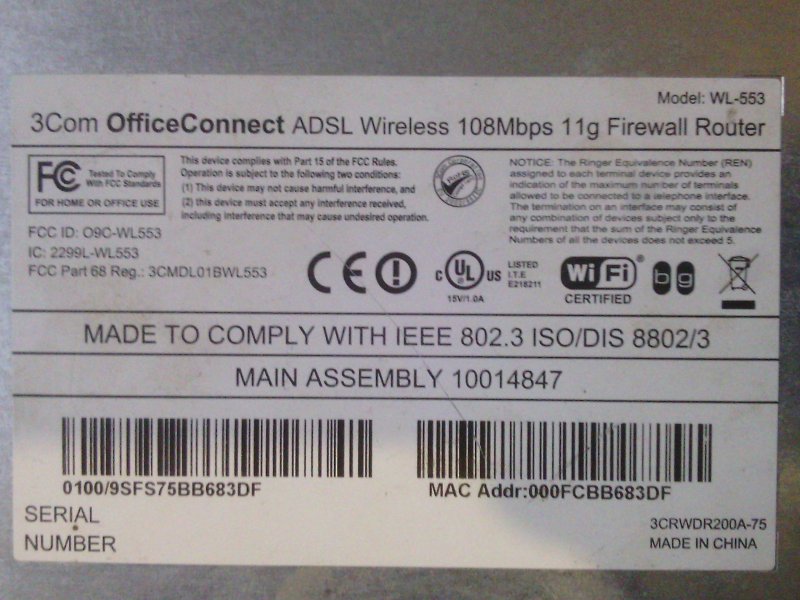 Model: WL-553
3Com OfficeConnect ADSL Wireless 108Mbps 11g Firewall Router
FC Tested To Comply
With FCC Standards
FOR HOME OR OFFICE USE
This device complies with Part 15 of the FCC Rules.
Operation is subject to the following two conditions:
(1) This device may not cause harmful interference, and
(2) this device must accept any interference received,
including interference that may cause undesired operation.
NOTICE: The Ringer Equivalence Number (REN)
assigned to each terminal device provides an
indication of the maximum number of terminals
allowed to be connected to a telephone interface.
The termination on an interface may consist of
any combination of devices subject only to the
requirement that the sum of the Ringer Equivalence
Numbers of all the devices does not exceed 5.
FCC ID: O9C-WL553
IC: 2299L-WL553
FCC Part 68 Reg.: 3CMDL01BWL553
CE
C UL US
LISTED
I.T.E
E218211
15V/1.0A
Wi Fi ®
CERTIFIED
b g
MADE TO COMPLY WITH IEEE 802.3 ISO/DIS 8802/3
MAIN ASSEMBLY 10014847
0100/9SFS75BB683DF
MAC Addr:000FCBB683DF
SERIAL
NUMBER
3CRWDR200A-75
MADE IN CHINA